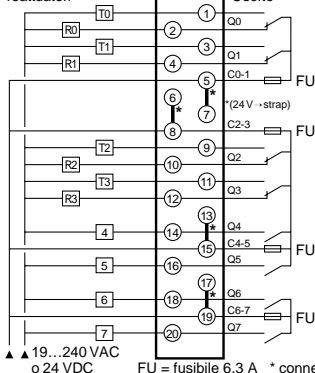 T0 1 Q0
R0 2
T1 3
R1 4 Q1
5 C0-1 FU
6 * *
7 *(24 V→strap)
8 C2-3 FU
T2 9
R2 10 Q2
T3 11
R3 12 Q3
13
4 14 * Q4
15 C4-5 FU
5 16 Q5
17
6 18 * Q6
19 C6-7 FU
7 20 Q7
19...240 VAC
o 24 VDC FU = fusibile 6,3 A * conne